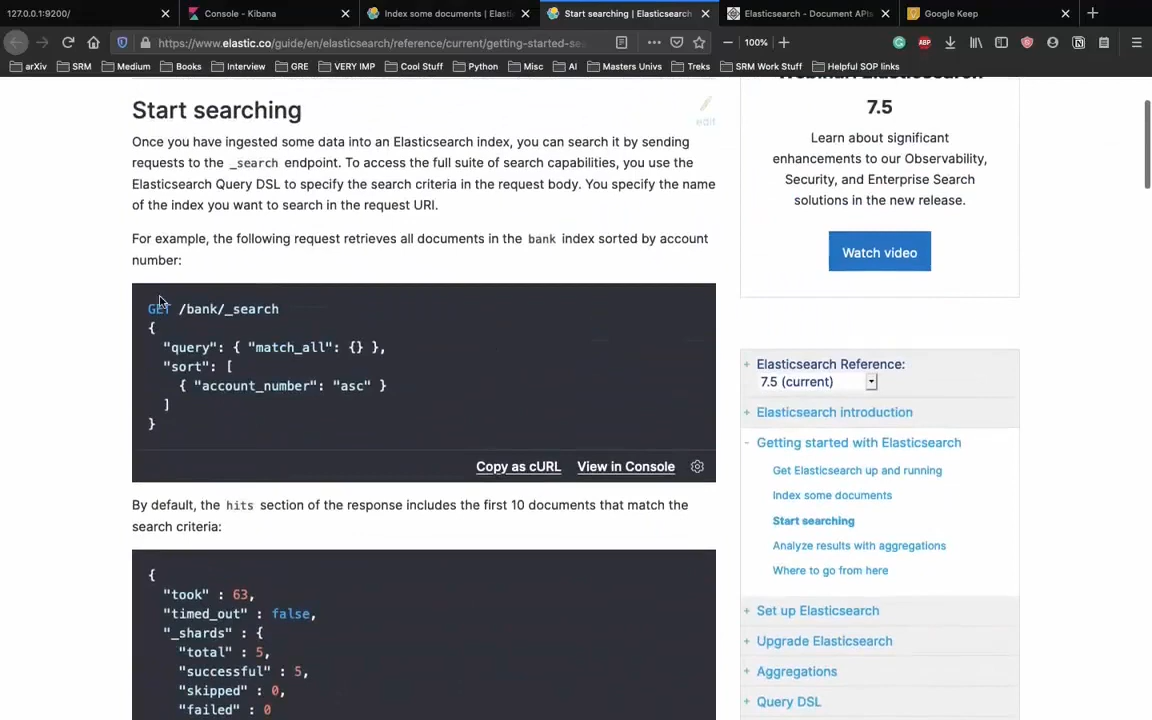 127.0.0.1:9200/
Console - Kibana
Index some documents | Elasti
Start searching | Elasticsearch
Elasticsearch - Document APIs
Google Keep
https://www.elastic.co/guide/en/elasticsearch/reference/current/getting-started-se
100%
ABP
arXiv
SRM
Medium
Books
Interview
GRE
VERY IMP
Cool Stuff
Python
Misc
AI
Masters Univs
Treks
SRM Work Stuff
Helpful SOP links
Start searching
edit
Once you have ingested some data into an Elasticsearch index, you can search it by sending
requests to the _search endpoint. To access the full suite of search capabilities, you use the
Elasticsearch Query DSL to specify the search criteria in the request body. You specify the name
of the index you want to search in the request URI.
For example, the following request retrieves all documents in the bank index sorted by account
number:
GET /bank/_search
{
"query": { "match_all": {} },
"sort": [
{ "account_number": "asc" }
]
}
Copy as cURL View in Console
By default, the hits section of the response includes the first 10 documents that match the
search criteria:
{
"took" : 63,
"timed_out" : false,
"_shards" : {
"total" : 5,
"successful" : 5,
"skipped" : 0,
"failed" : 0
Webinar: Elasticsearch
7.5
Learn about significant
enhancements to our Observability,
Security, and Enterprise Search
solutions in the new release.
Watch video
+ Elasticsearch Reference:
7.5 (current)
+ Elasticsearch introduction
- Getting started with Elasticsearch
Get Elasticsearch up and running
Index some documents
Start searching
Analyze results with aggregations
Where to go from here
+ Set up Elasticsearch
+ Upgrade Elasticsearch
+ Aggregations
+ Query DSL